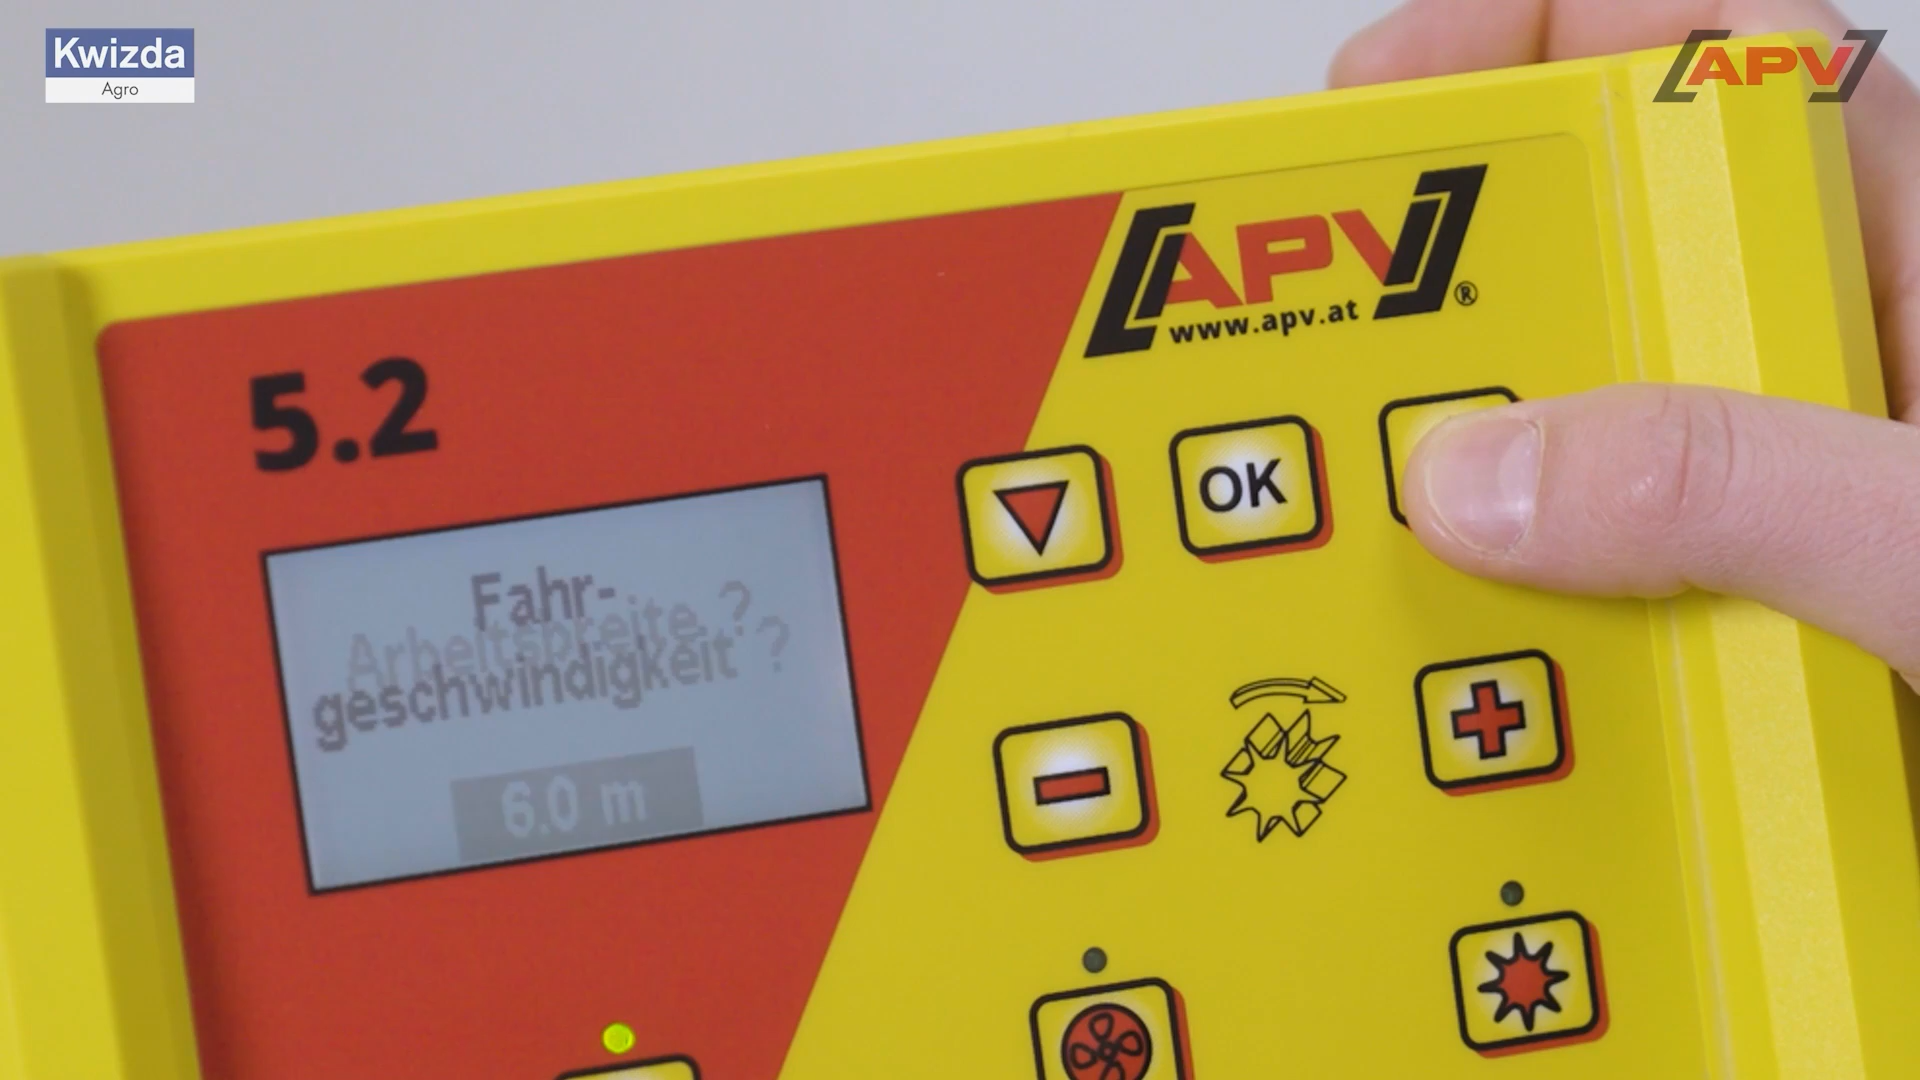 Kwizda
Agro
APV
APV®
www.apv.at
5.2
OK
Fahr-
Arbeitsbreite ?
geschwindigkeit ?
6.0 m